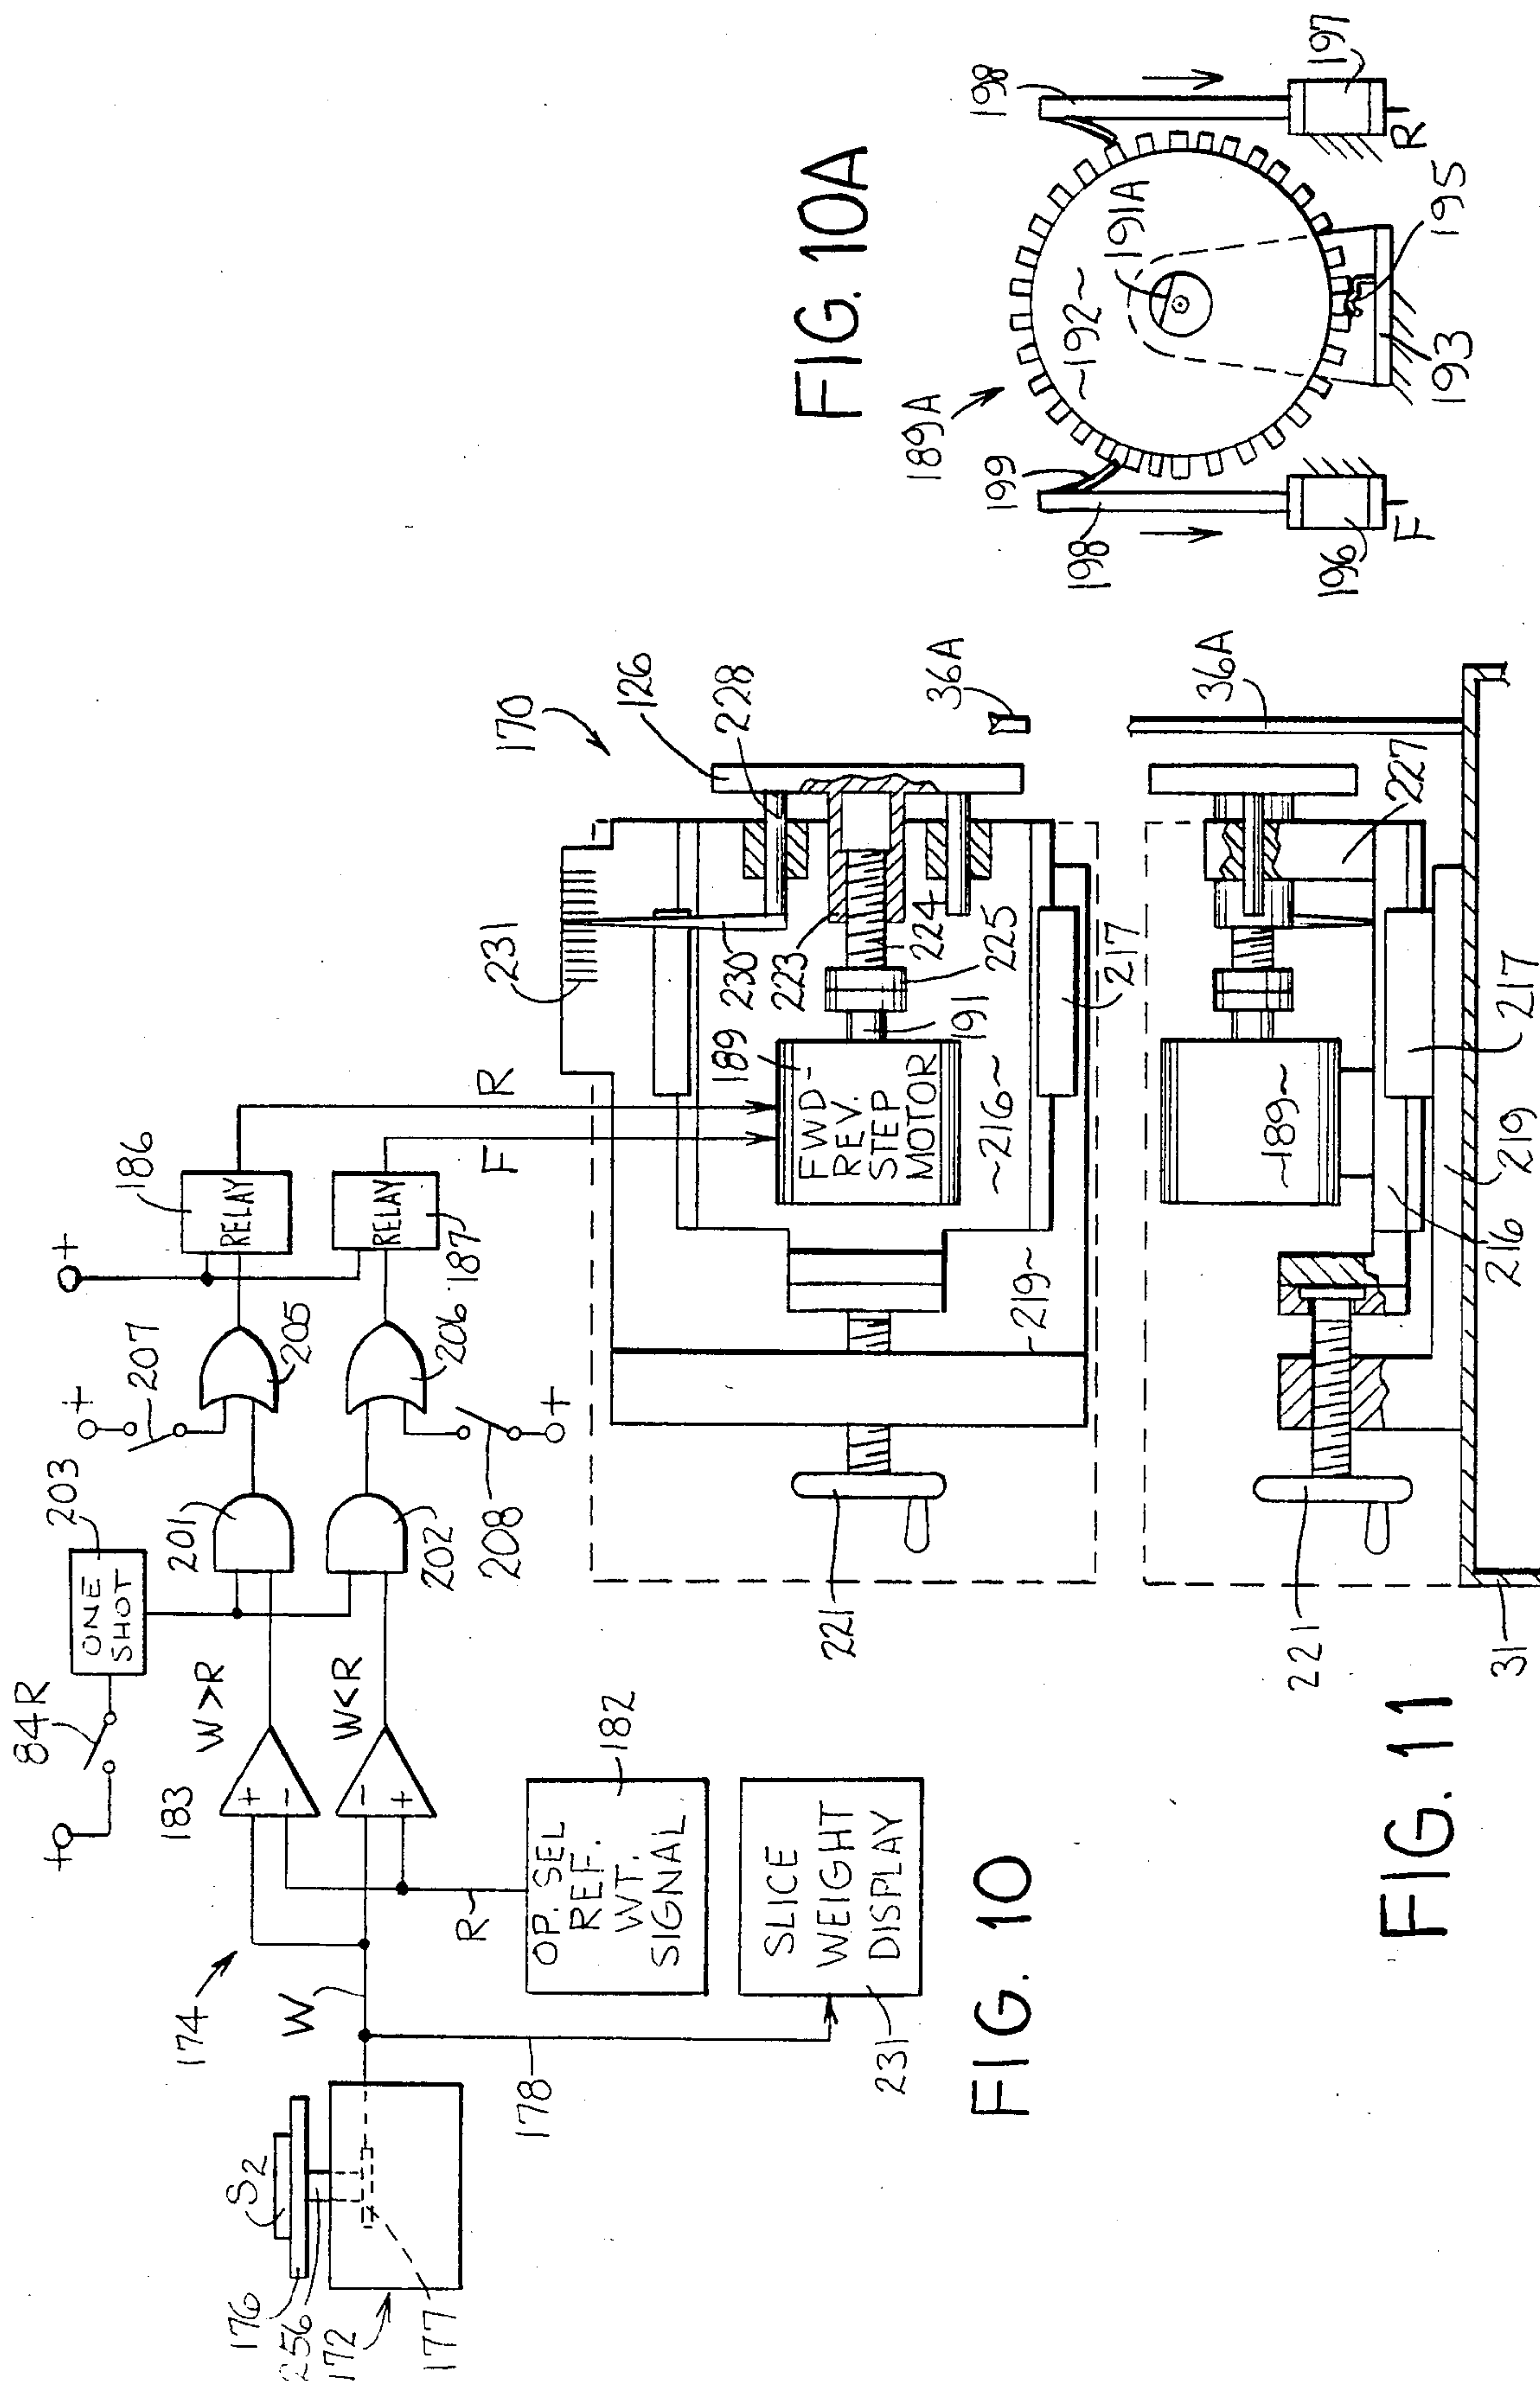 FIG. 10
174
W
178
S2
176
256
172
177
183
+
-
-
+
W>R
W<R
R
182
OP. SEL
REF.
WT.
SIGNAL
231
SLICE
WEIGHT
DISPLAY
+
84R
203
ONE
SHOT
201
202
+
207
205
206
208
+
+
186
RELAY
RELAY
187
R
F
170
231
230
223
224
225
191
189
FWD-
REV.
STEP
MOTOR
~216~
217
219~
221
126
228
36A
FIG. 10A
189A
~192~
191A
198
199
198
196
F
197
R
195
193
FIG. 11
36A
227
~189~
217
219
216
221
31